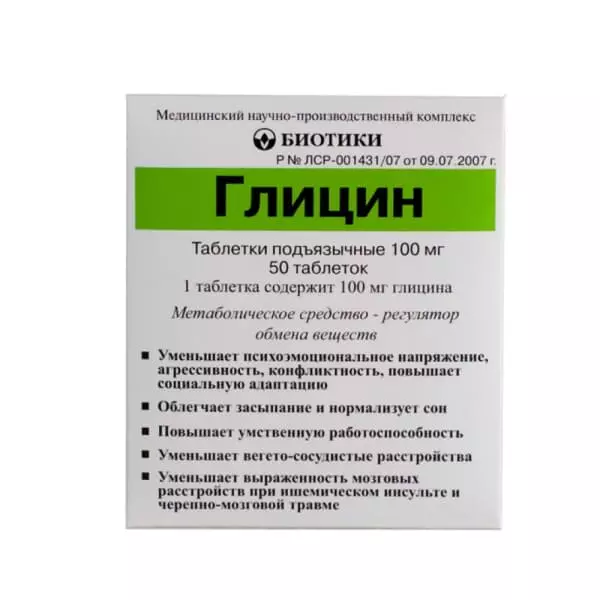 Медицинский научно-производственный комплекс
БИОТИКИ
Р № ЛСР-001431/07 от 09.07.2007 г.
Глицин
Таблетки подъязычные 100 мг
50 таблеток
1 таблетка содержит 100 мг глицина
Метаболическое средство - регулятор
обмена веществ
▪ Уменьшает психоэмоциональное напряжение,
агрессивность, конфликтность, повышает
социальную адаптацию
▪ Облегчает засыпание и нормализует сон
▪ Повышает умственную работоспособность
▪ Уменьшает вегето-сосудистые расстройства
▪ Уменьшает выраженность мозговых
расстройств при ишемическом инсульте и
черепно-мозговой травме